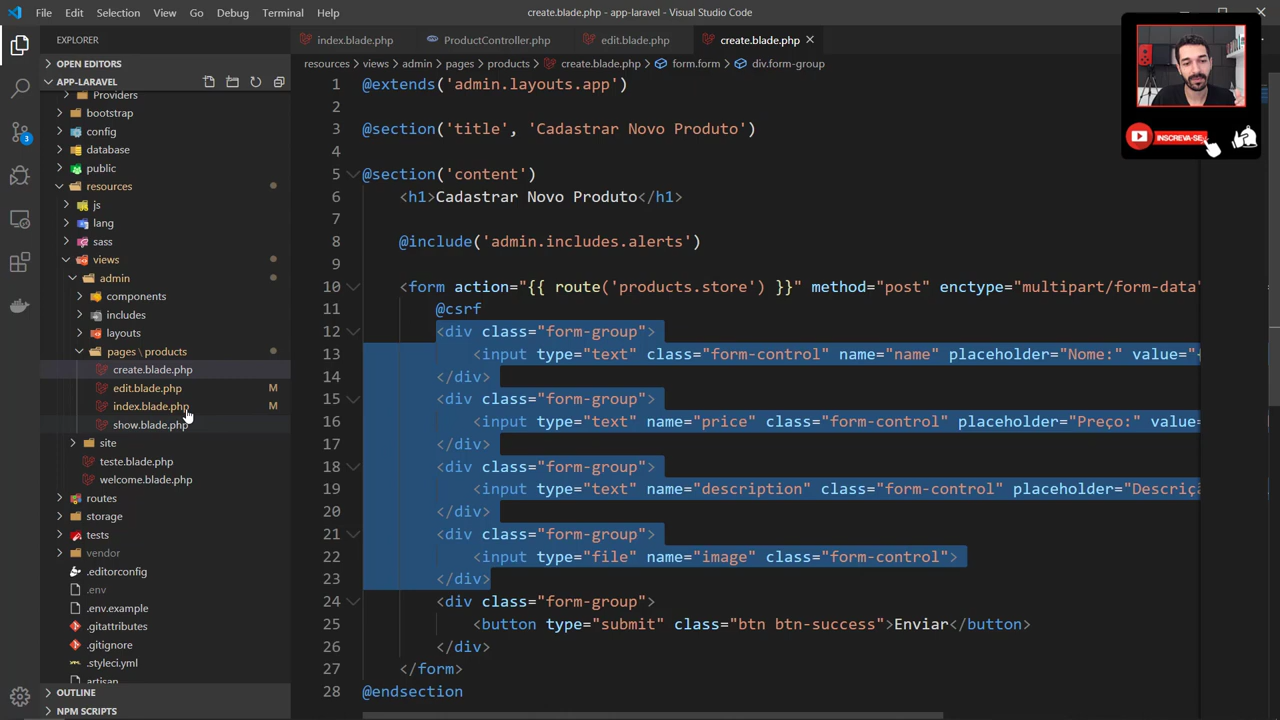 File Edit Selection View Go Debug Terminal Help
create.blade.php - app-laravel - Visual Studio Code
EXPLORER
OPEN EDITORS
APP-LARAVEL
Providers
bootstrap
config
database
public
resources
js
lang
sass
views
admin
components
includes
layouts
pages \ products
create.blade.php
edit.blade.php M
index.blade.php M
show.blade.php
site
teste.blade.php
welcome.blade.php
routes
storage
tests
vendor
.editorconfig
.env
.env.example
.gitattributes
.gitignore
.styleci.yml
artisan
OUTLINE
NPM SCRIPTS
3
index.blade.php ProductController.php edit.blade.php create.blade.php
resources > views > admin > pages > products > create.blade.php > form.form > div.form-group
1 @extends('admin.layouts.app')
2
3 @section('title', 'Cadastrar Novo Produto')
4
5 @section('content')
6 <h1>Cadastrar Novo Produto</h1>
7
8 @include('admin.includes.alerts')
9
10 <form action="{{ route('products.store') }}" method="post" enctype="multipart/form-data"
11 @csrf
12 <div class="form-group">
13 <input type="text" class="form-control" name="name" placeholder="Nome:" value="{
14 </div>
15 <div class="form-group">
16 <input type="text" name="price" class="form-control" placeholder="Preço:" value=
17 </div>
18 <div class="form-group">
19 <input type="text" name="description" class="form-control" placeholder="Descriçã
20 </div>
21 <div class="form-group">
22 <input type="file" name="image" class="form-control">
23 </div>
24 <div class="form-group">
25 <button type="submit" class="btn btn-success">Enviar</button>
26 </div>
27 </form>
28 @endsection
INSCREVA-SE